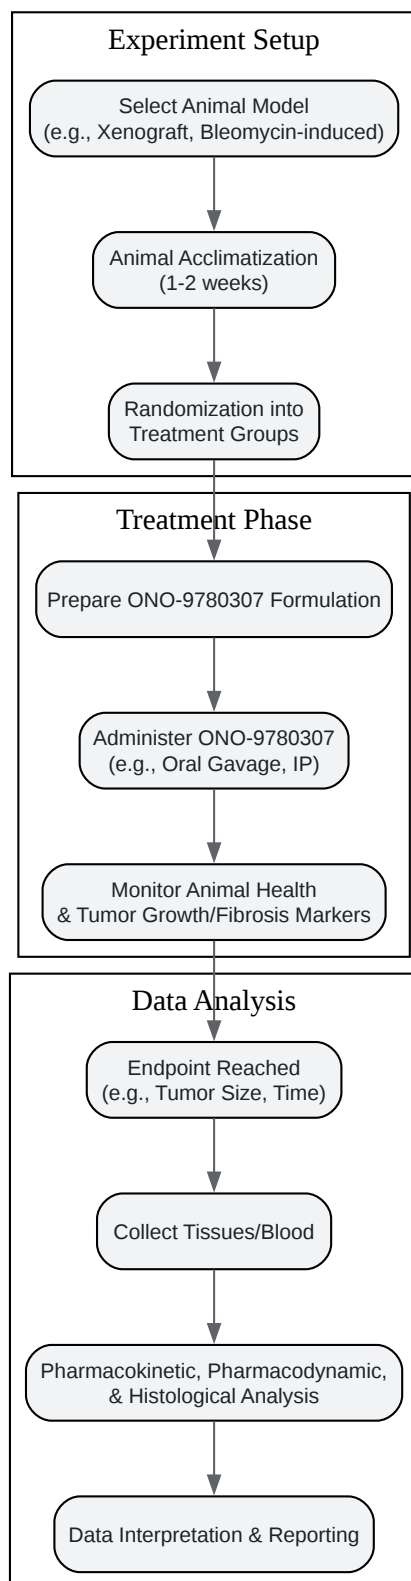 Experiment Setup
Select Animal Model
(e.g., Xenograft, Bleomycin-induced)
Animal Acclimatization
(1-2 weeks)
Randomization into
Treatment Groups
Treatment Phase
Prepare ONO-9780307 Formulation
Administer ONO-9780307
(e.g., Oral Gavage, IP)
Monitor Animal Health
& Tumor Growth/Fibrosis Markers
Data Analysis
Endpoint Reached
(e.g., Tumor Size, Time)
Collect Tissues/Blood
Pharmacokinetic, Pharmacodynamic,
& Histological Analysis
Data Interpretation & Reporting